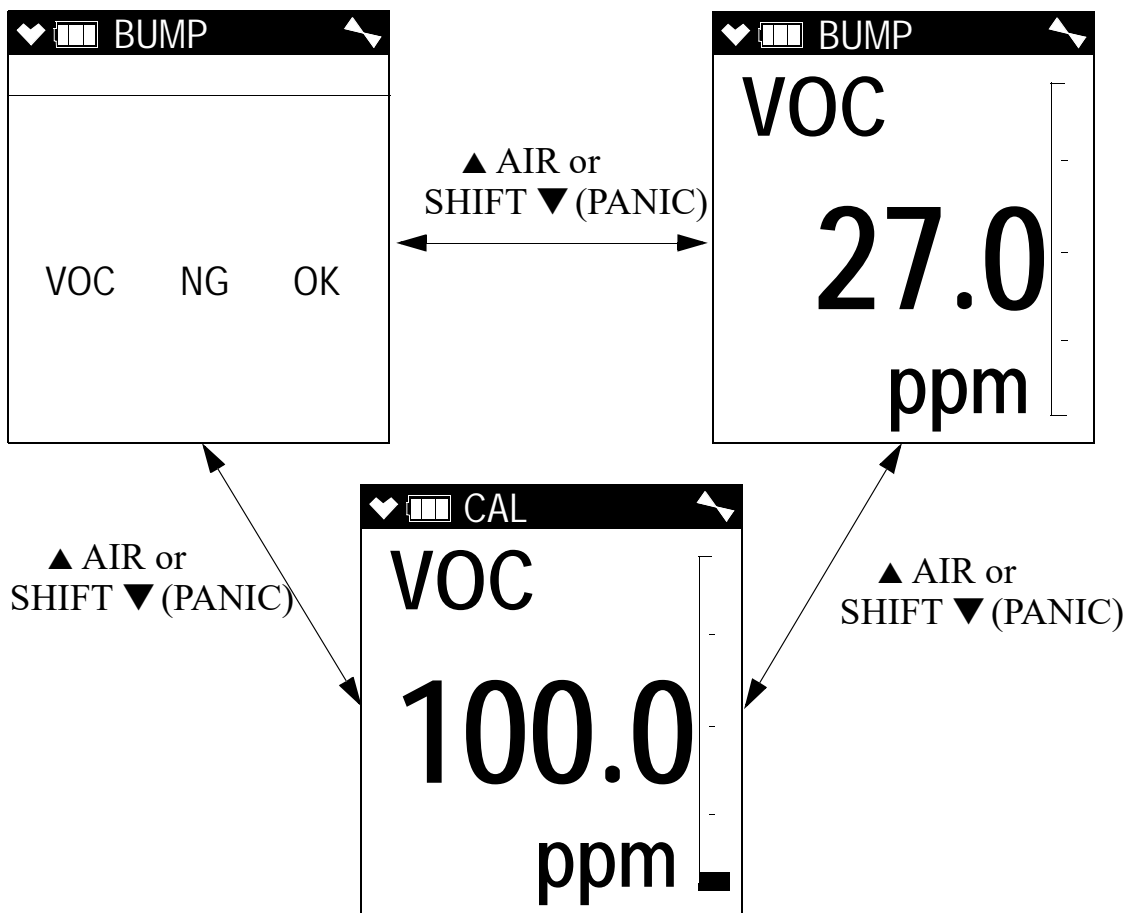 BUMP
VOC NG OK
▲ AIR or
SHIFT ▼ (PANIC)
BUMP
VOC
27.0
ppm
▲ AIR or
SHIFT ▼ (PANIC)
CAL
VOC
100.0
ppm
▲ AIR or
SHIFT ▼ (PANIC)